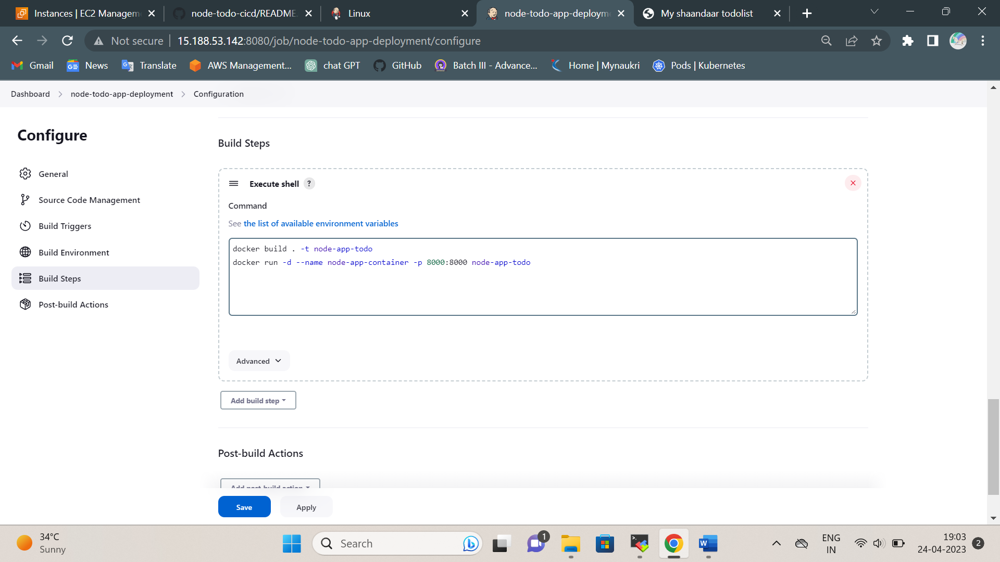 Instances | EC2 Managem
node-todo-cicd/README.
Linux
node-todo-app-deploym
My shaandaar todolist
Not secure
15.188.53.142:8080/job/node-todo-app-deployment/configure
Gmail
News
Translate
AWS Management...
chat GPT
GitHub
Batch III - Advance...
Home | Mynaukri
Pods | Kubernetes
Dashboard
node-todo-app-deployment
Configuration
Configure
General
Source Code Management
Build Triggers
Build Environment
Build Steps
Post-build Actions
Build Steps
Execute shell ?
Command
See the list of available environment variables
docker build . -t node-app-todo
docker run -d --name node-app-container -p 8000:8000 node-app-todo
Advanced
Add build step
Post-build Actions
Add post-build action
Save
Apply
34°C
Sunny
Search
1
ENG
IN
19:03
24-04-2023
2